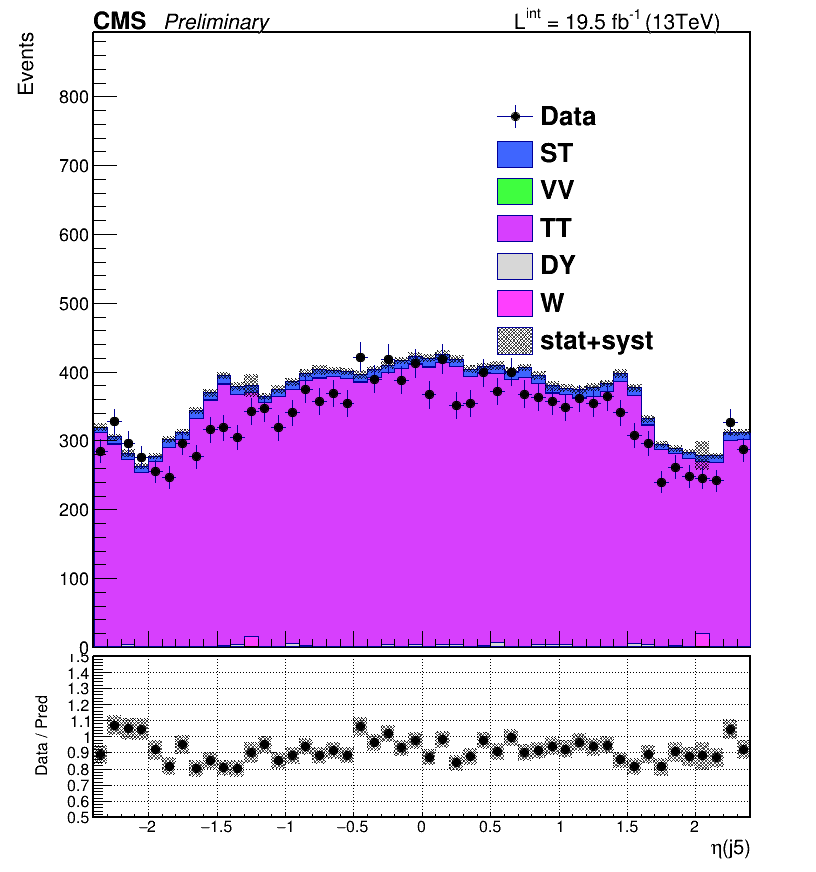 CMS Preliminary
L^int = 19.5 fb^-1 (13TeV)
Events
800
700
600
500
400
300
200
100
0
Data
ST
VV
TT
DY
W
stat+syst
Data / Pred
1.5
1.4
1.3
1.2
1.1
1
0.9
0.8
0.7
0.6
0.5
−2 −1.5 −1 −0.5 0 0.5 1 1.5 2
η(j5)